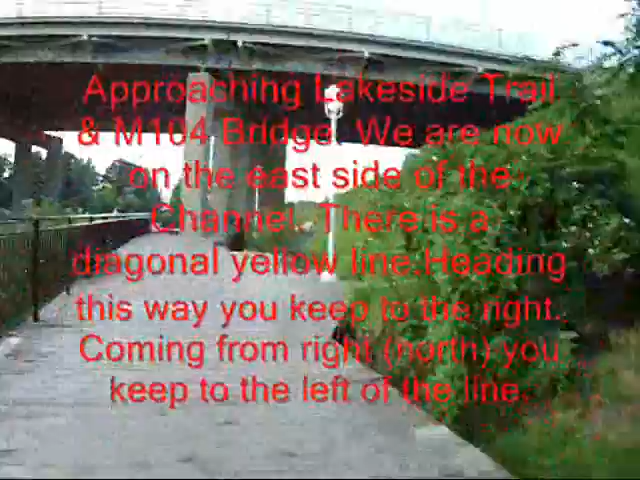 Approaching Lakeside Trail
& M104 Bridge. We are now
on the east side of the
Channel. There is a
diagonal yellow line.Heading
this way you keep to the right.
Coming from right (north) you
keep to the left of the line.